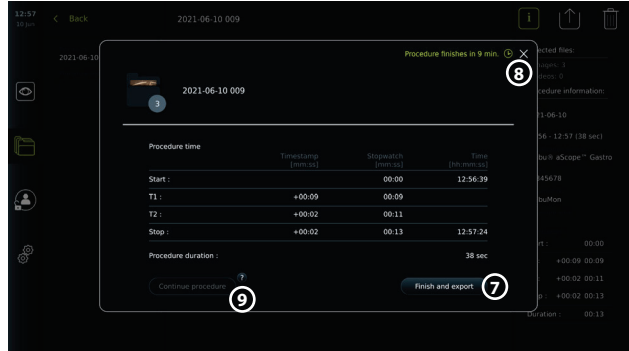 12:57
30 jun
Back
2021-06-10 009
i
2021-06-10
Procedure finishes in 9 min.
8
3
2021-06-10 009
Procedure time
Timestamp [mm:ss]
Stopwatch [mm:ss]
Time [hh:mm:ss]
Start : 00:00 12:56:39
T1 : +00:09 00:09
T2 : +00:02 00:11
Stop : +00:02 00:13 12:57:24
Procedure duration : 38 sec
Continue procedure
?
9
Finish and export
7
ected files:
ages: 3
deos: 0
cedure information:
1-06-10
56 - 12:57 (38 sec)
bu® aScope™ Gastro
345678
buMon
rt : 00:00
: +00:09 00:09
: +00:02 00:11
p : +00:02 00:13
Duration : 00:13